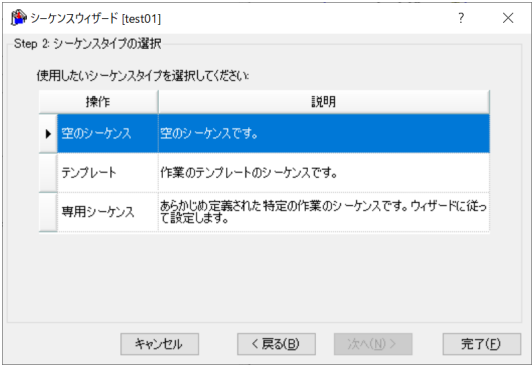 シーケンスウィザード [test01]
Step 2: シーケンスタイプの選択
使用したいシーケンスタイプを選択してください:
操作 説明
空のシーケンス 空のシーケンスです。
テンプレート 作業のテンプレートのシーケンスです。
専用シーケンス あらかじめ定義された特定の作業のシーケンスです。ウィザードに従っ
て設定します。
キャンセル < 戻る(B) 次へ(N) > 完了(F)